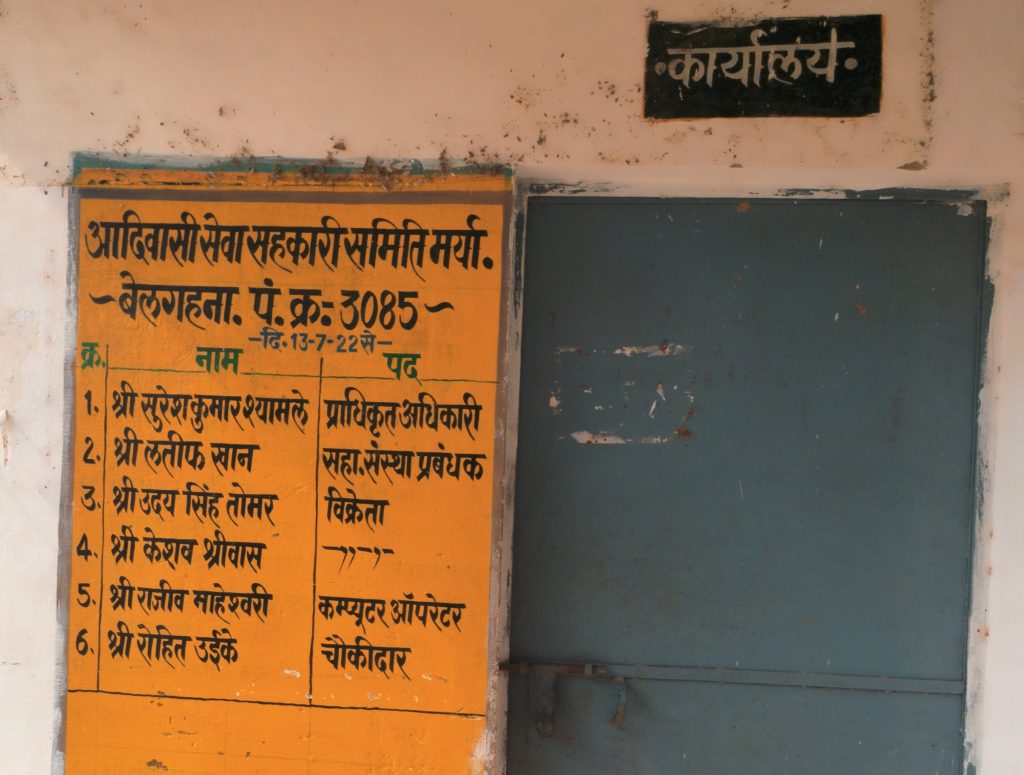 •कार्यालय•
आदिवासी सेवा सहकारी समिति मर्या.
~बेलगहना. पं. क्र:- 3085~
-दि. 13-7-22 से-
क्र. नाम पद
1. श्री सुरेश कुमार श्यामले प्राधिकृत अधिकारी
2. श्री लतीफ खान सहा. संस्था प्रबंधक
3. श्री उदय सिंह तोमर विक्रेता
4. श्री केशव श्रीवास -,,-,-
5. श्री राजीव माहेश्वरी कम्प्यूटर ऑपरेटर
6. श्री रोहित उईके चौकीदार